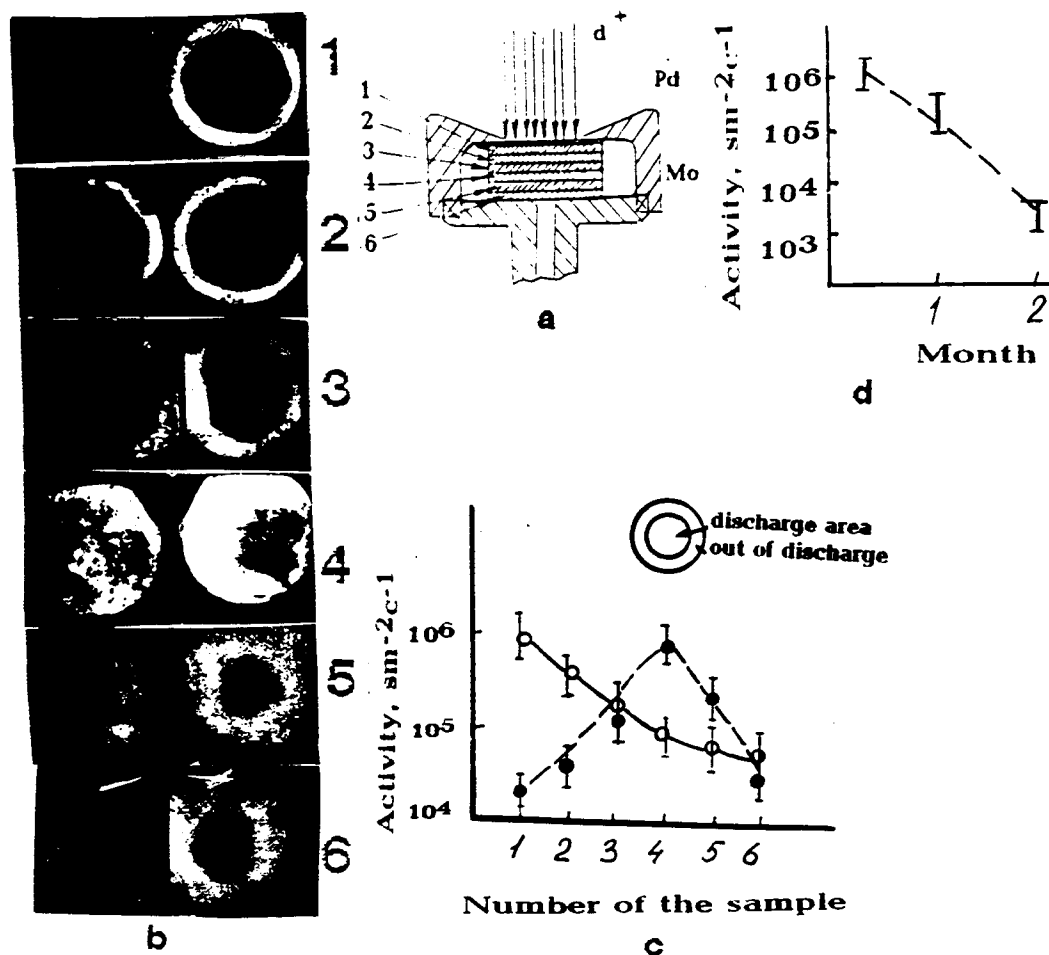 1
2
3
4
5
6
b
d+
Pd
Mo
1
2
3
4
5
6
a
Activity, sm-2c-1
10⁶
10⁵
10⁴
10³
1
2
Month
d
discharge area
out of discharge
Activity, sm-2c-1
10⁶
10⁵
10⁴
1
2
3
4
5
6
Number of the sample
c